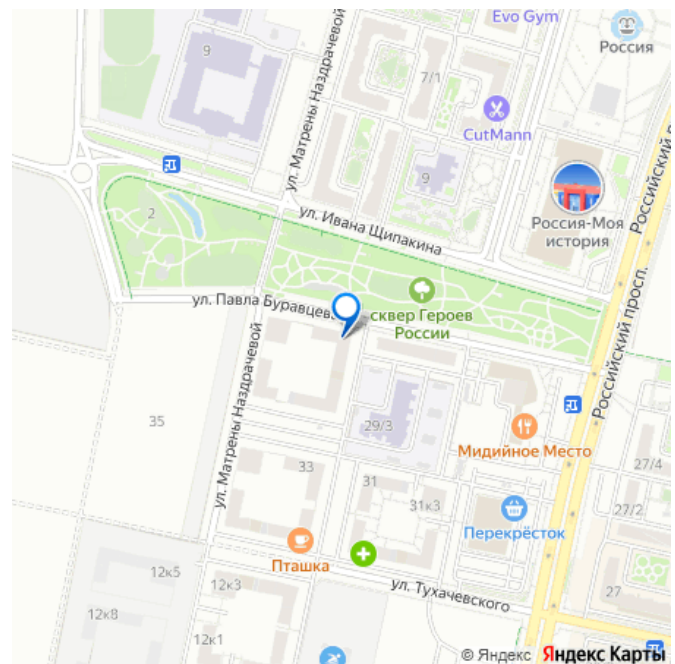 Evo Gym
Россия
9
7/1
CutMann
ул. Матрены Наздрачевой
9
Российский
Россия-Моя
история
2
ул. Ивана Щипакина
ул. Павла Буравцева
сквер Героев
России
Российский просп.
35
ул. Матрены Наздрачевой
29/3
Мидийное Место
27/4
33
31
31к3
27/2
Перекрёсток
Пташка
12к5
12к3
ул. Тухачевского
27
12к8
12к1
© Яндекс Яндекс Карты